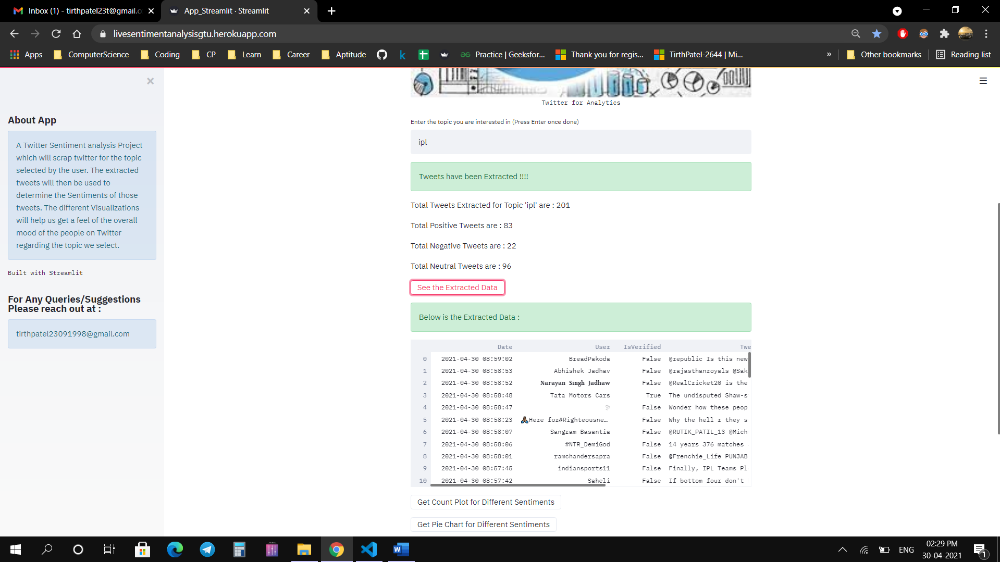 Inbox (1) - tirthpatel23t@gmail.c
App_Streamlit · Streamlit
livesentimentanalysisgtu.herokuapp.com
Apps
ComputerScience
Coding
CP
Learn
Career
Aptitude
Practice | Geeksfor...
Thank you for regis...
TirthPatel-2644 | Mi...
»
Other bookmarks
Reading list
About App
A Twitter Sentiment analysis Project
which will scrap twitter for the topic
selected by the user. The extracted
tweets will then be used to
determine the Sentiments of those
tweets. The different Visualizations
will help us get a feel of the overall
mood of the people on Twitter
regarding the topic we select.
Built with Streamlit
For Any Queries/Suggestions
Please reach out at :
tirthpatel23091998@gmail.com
Twitter for Analytics
Enter the topic you are interested in (Press Enter once done)
ipl
Tweets have been Extracted !!!!
Total Tweets Extracted for Topic 'ipl' are : 201
Total Positive Tweets are : 83
Total Negative Tweets are : 22
Total Neutral Tweets are : 96
See the Extracted Data
Below is the Extracted Data :
Date User IsVerified Twe
0 2021-04-30 08:59:02 BreadPakoda False @republic Is this new
1 2021-04-30 08:58:53 Abhishek Jadhav False @rajasthanroyals @Sak
2 2021-04-30 08:58:52 Narayan Singh Jadhaw False @RealCricket20 is the
3 2021-04-30 08:58:48 Tata Motors Cars True The undisputed Shaw-s
4 2021-04-30 08:58:47 🕊 False Wonder how these peop
5 2021-04-30 08:58:23 🙏🏾Here for#Righteousne… False Why the hell r they s
6 2021-04-30 08:58:07 Sangram Basantia False @RUTIK_PATIL_13 @Mich
7 2021-04-30 08:58:06 #NTR_DemiGod False 14 years 376 matches
8 2021-04-30 08:58:01 ramchandersapra False @Frenchie_Life PUNJAB
9 2021-04-30 08:57:45 indiansports11 False Finally, IPL Teams Pl
10 2021-04-30 08:57:42 Saheli False If bottom four don't
Get Count Plot for Different Sentiments
Get Pie Chart for Different Sentiments
ENG
02:29 PM
30-04-2021
1